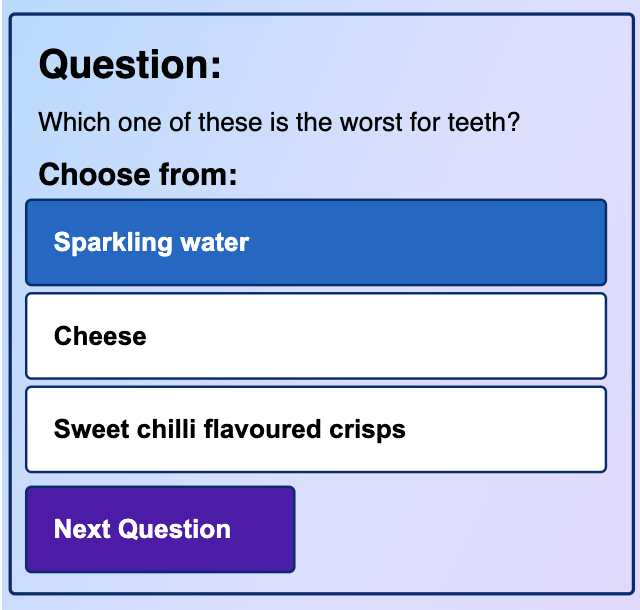 Question:
Which one of these is the worst for teeth?
Choose from:
Sparkling water
Cheese
Sweet chilli flavoured crisps
Next Question